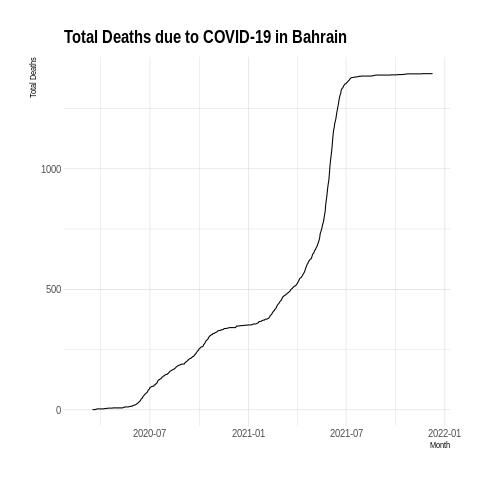 Total Deaths due to COVID-19 in Bahrain
Total Deaths
1000
500
0
2020-07 2021-01 2021-07 2022-01
Month